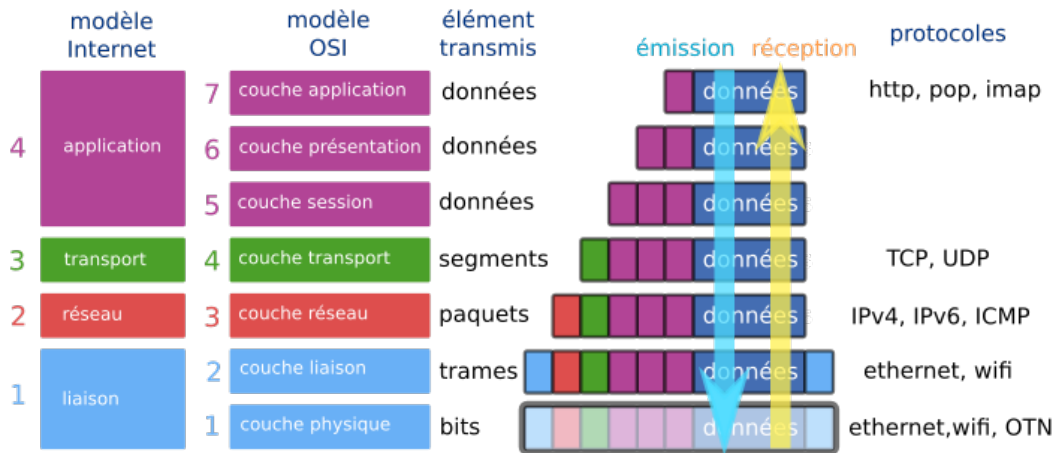 modèle
Internet
modèle
OSI
élément
transmis
émission
réception
protocoles
4
application
7
couche application
données
données
http, pop, imap
6
couche présentation
données
données
5
couche session
données
données
3
transport
4
couche transport
segments
données
TCP, UDP
2
réseau
3
couche réseau
paquets
données
IPv4, IPv6, ICMP
1
liaison
2
couche liaison
trames
données
ethernet, wifi
1
couche physique
bits
données
ethernet,wifi, OTN